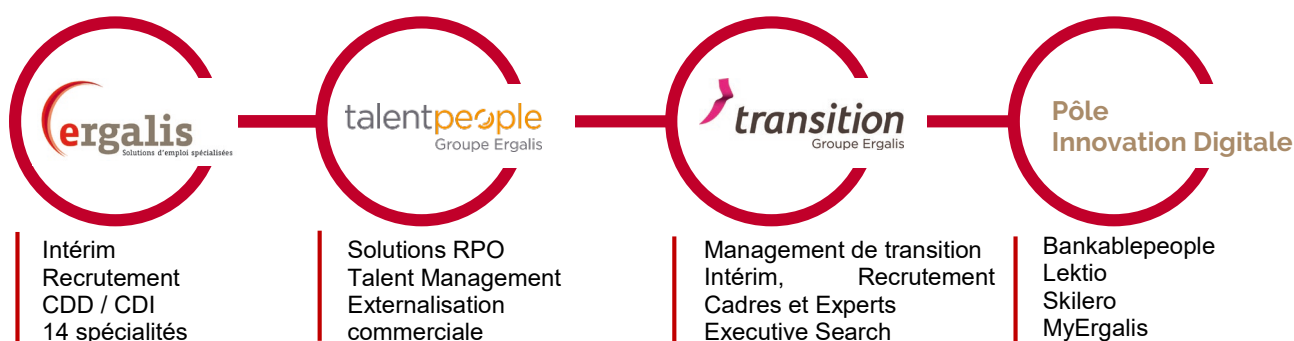 ergalis
Solutions d'emploi spécialisées
talentpeople
Groupe Ergalis
transition
Groupe Ergalis
Pôle
Innovation Digitale
Intérim
Recrutement
CDD / CDI
14 spécialités
Solutions RPO
Talent Management
Externalisation
commerciale
Management de transition
Intérim, Recrutement
Cadres et Experts
Executive Search
Bankablepeople
Lektio
Skilero
MyErgalis